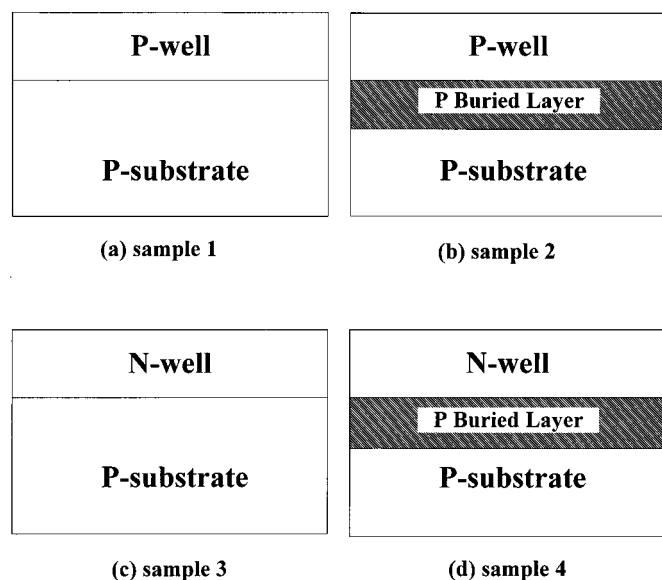 P-well
P-well
P Buried Layer
P-substrate
P-substrate
(a) sample 1
(b) sample 2
N-well
N-well
P Buried Layer
P-substrate
P-substrate
(c) sample 3
(d) sample 4